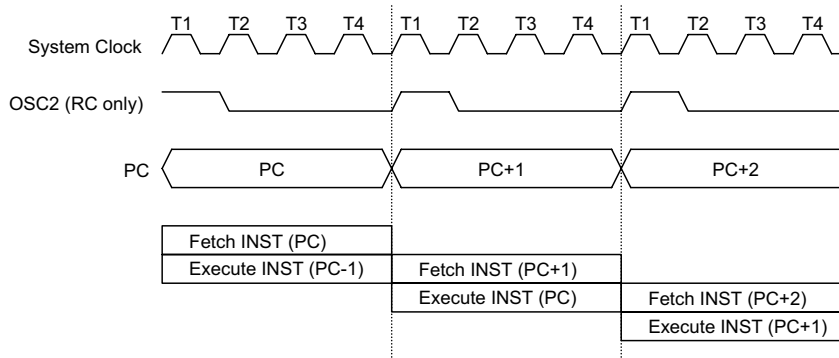 T1 T2 T3 T4 T1 T2 T3 T4 T1 T2 T3 T4
System Clock
OSC2 (RC only)
PC PC PC+1 PC+2
Fetch INST (PC)
Execute INST (PC-1) Fetch INST (PC+1)
Execute INST (PC) Fetch INST (PC+2)
Execute INST (PC+1)